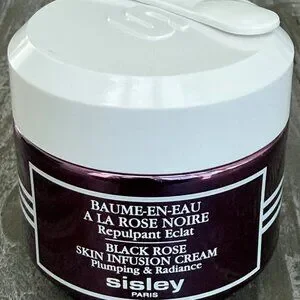 BAUME-EN-EAU
A LA ROSE NOIRE
Repulpant Eclat
BLACK ROSE
SKIN INFUSION CREAM
Plumping & Radiance
sisley
PARIS